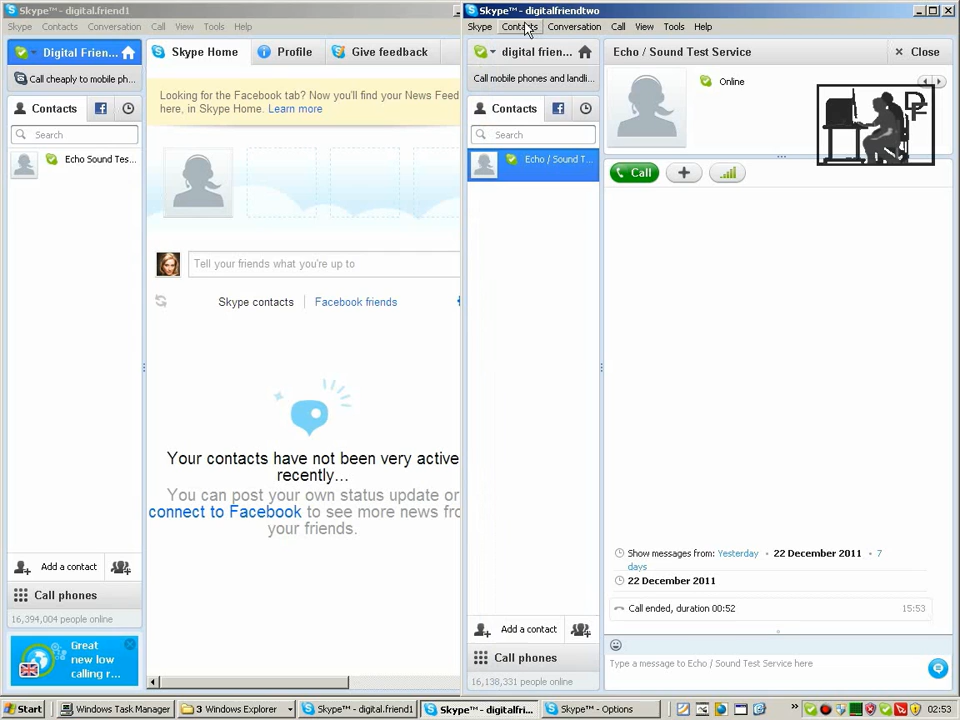 Skype™ - digital.friend1
Skype Contacts Conversation Call View Tools Help
Digital Frien...
Call cheaply to mobile ph...
Contacts
Search
Echo Sound Tes...
Add a contact
Call phones
16,394,004 people online
Great
new low
calling r...
Skype Home
Profile
Give feedback
Looking for the Facebook tab? Now you'll find your News Feed
here, in Skype Home. Learn more
Tell your friends what you're up to
Skype contacts
Facebook friends
Your contacts have not been very active
recently...
You can post your own status update or
connect to Facebook to see more news from
your friends.
Skype™ - digitalfriendtwo
Skype Contacts Conversation Call View Tools Help
digital frien...
Call mobile phones and landli...
Contacts
Search
Echo / Sound T...
Add a contact
Call phones
16,138,331 people online
Echo / Sound Test Service
Close
Online
DF
Call
Show messages from: Yesterday • 22 December 2011 • 7
days
22 December 2011
Call ended, duration 00:52
15:53
Type a message to Echo / Sound Test Service here
Start
Windows Task Manager
3 Windows Explorer
Skype™ - digital.friend1
Skype™ - digitalfri...
Skype™ - Options
02:53